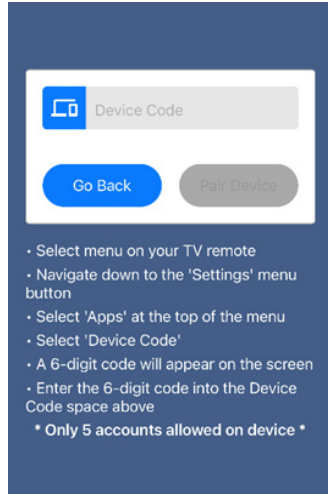 Device Code
Go Back
Pair Device
• Select menu on your TV remote
• Navigate down to the 'Settings' menu
button
• Select 'Apps' at the top of the menu
• Select 'Device Code'
• A 6-digit code will appear on the screen
• Enter the 6-digit code into the Device
Code space above
* Only 5 accounts allowed on device *